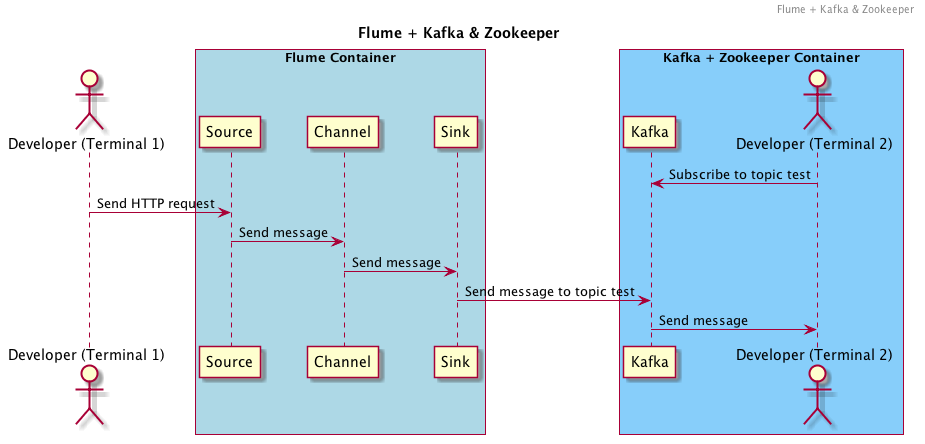 Flume + Kafka & Zookeeper
Flume + Kafka & Zookeeper
Flume Container
Kafka + Zookeeper Container
Developer (Terminal 1)
Source
Channel
Sink
Kafka
Developer (Terminal 2)
Subscribe to topic test
Send HTTP request
Send message
Send message
Send message to topic test
Send message
Developer (Terminal 1)
Source
Channel
Sink
Kafka
Developer (Terminal 2)